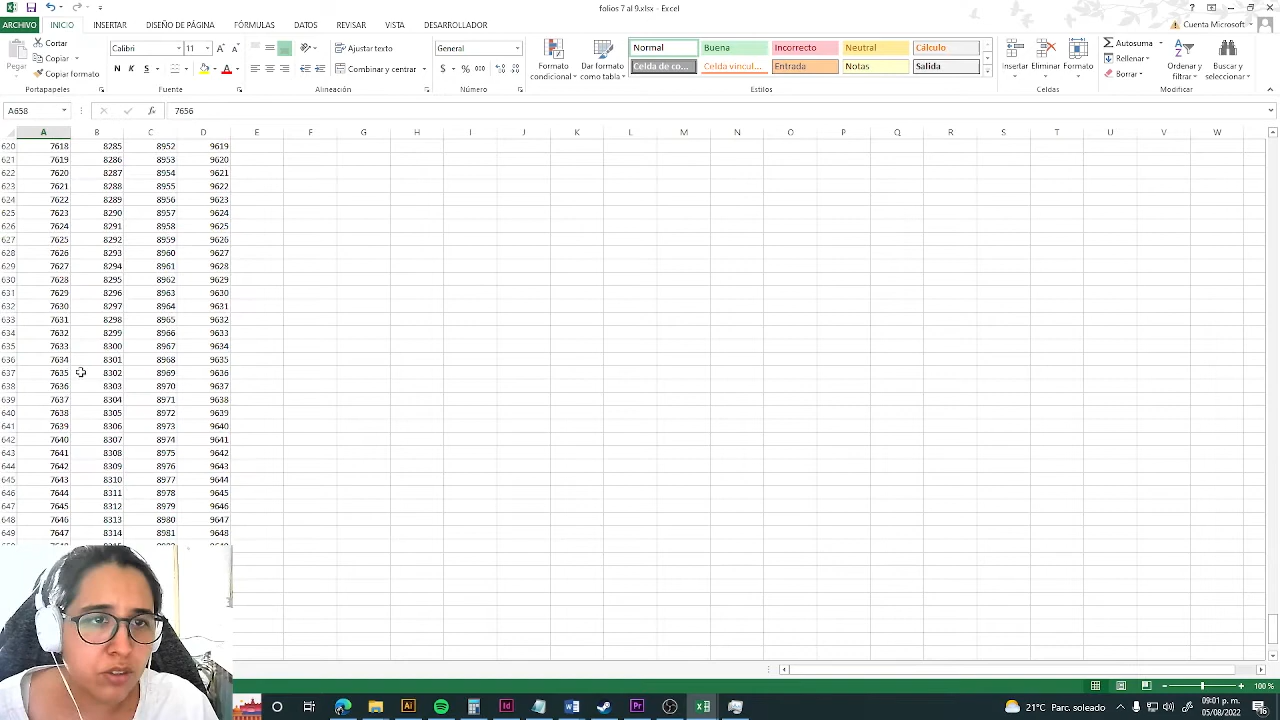 folios 7 al 9.xlsx - Excel
ARCHIVO INICIO INSERTAR DISEÑO DE PÁGINA FÓRMULAS DATOS REVISAR VISTA DESARROLLADOR Cuenta Microsoft
Pegar Cortar Copiar Copiar formato
Calibri 11 N K S A A
Ajustar texto Combinar y centrar
General $ % 000
Formato condicional Dar formato como tabla
Normal Buena Incorrecto Neutral Cálculo
Celda de co... Celda vincul... Entrada Notas Salida
Insertar Eliminar Formato
Autosuma Rellenar Borrar
Ordenar y filtrar Buscar y seleccionar
Portapapeles Fuente Alineación Número Estilos Celdas Modificar
A658 fx 7656
A B C D E F G H I J K L M N O P Q R S T U V W
620 7618 8285 8952 9619
621 7619 8286 8953 9620
622 7620 8287 8954 9621
623 7621 8288 8955 9622
624 7622 8289 8956 9623
625 7623 8290 8957 9624
626 7624 8291 8958 9625
627 7625 8292 8959 9626
628 7626 8293 8960 9627
629 7627 8294 8961 9628
630 7628 8295 8962 9629
631 7629 8296 8963 9630
632 7630 8297 8964 9631
633 7631 8298 8965 9632
634 7632 8299 8966 9633
635 7633 8300 8967 9634
636 7634 8301 8968 9635
637 7635 8302 8969 9636
638 7636 8303 8970 9637
639 7637 8304 8971 9638
640 7638 8305 8972 9639
641 7639 8306 8973 9640
642 7640 8307 8974 9641
643 7641 8308 8975 9642
644 7642 8309 8976 9643
645 7643 8310 8977 9644
646 7644 8311 8978 9645
647 7645 8312 8979 9646
648 7646 8313 8980 9647
649 7647 8314 8981 9648
100 %
Ai Id Pr
21°C Parc. soleado
09:01 p. m.
05/08/2022